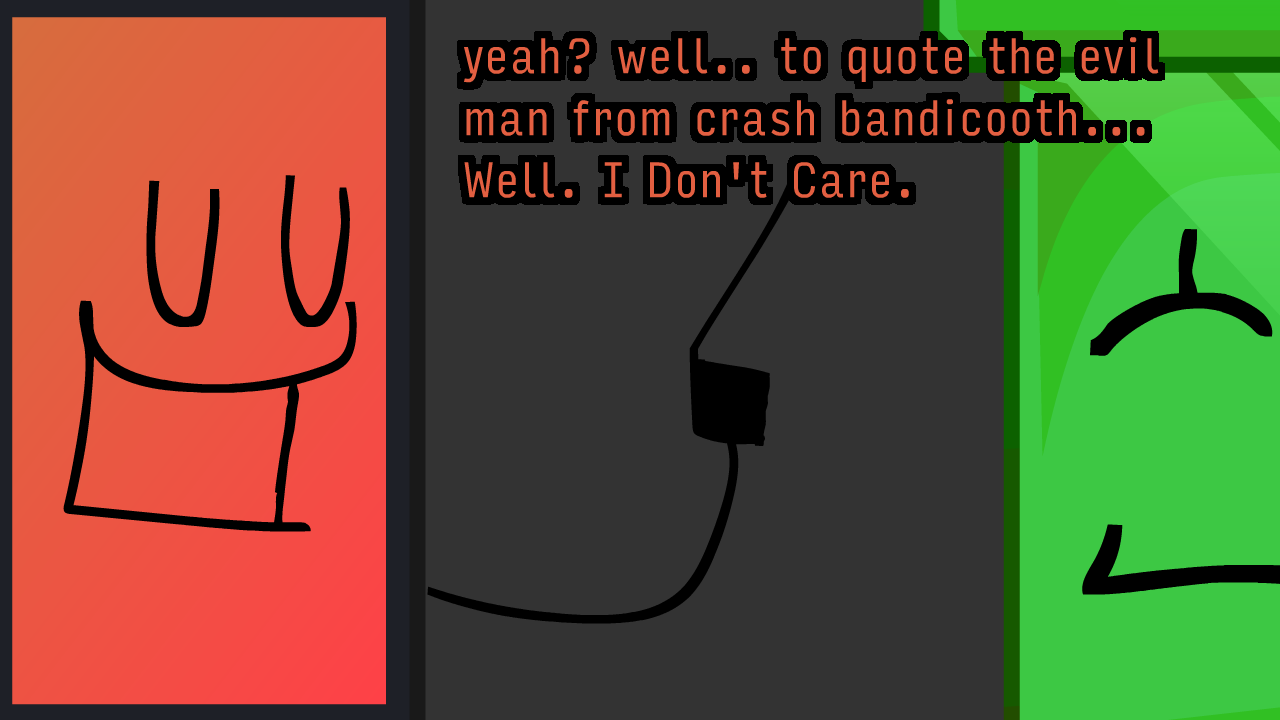 yeah? well.. to quote the evil
man from crash bandicooth...
Well. I Don't Care.